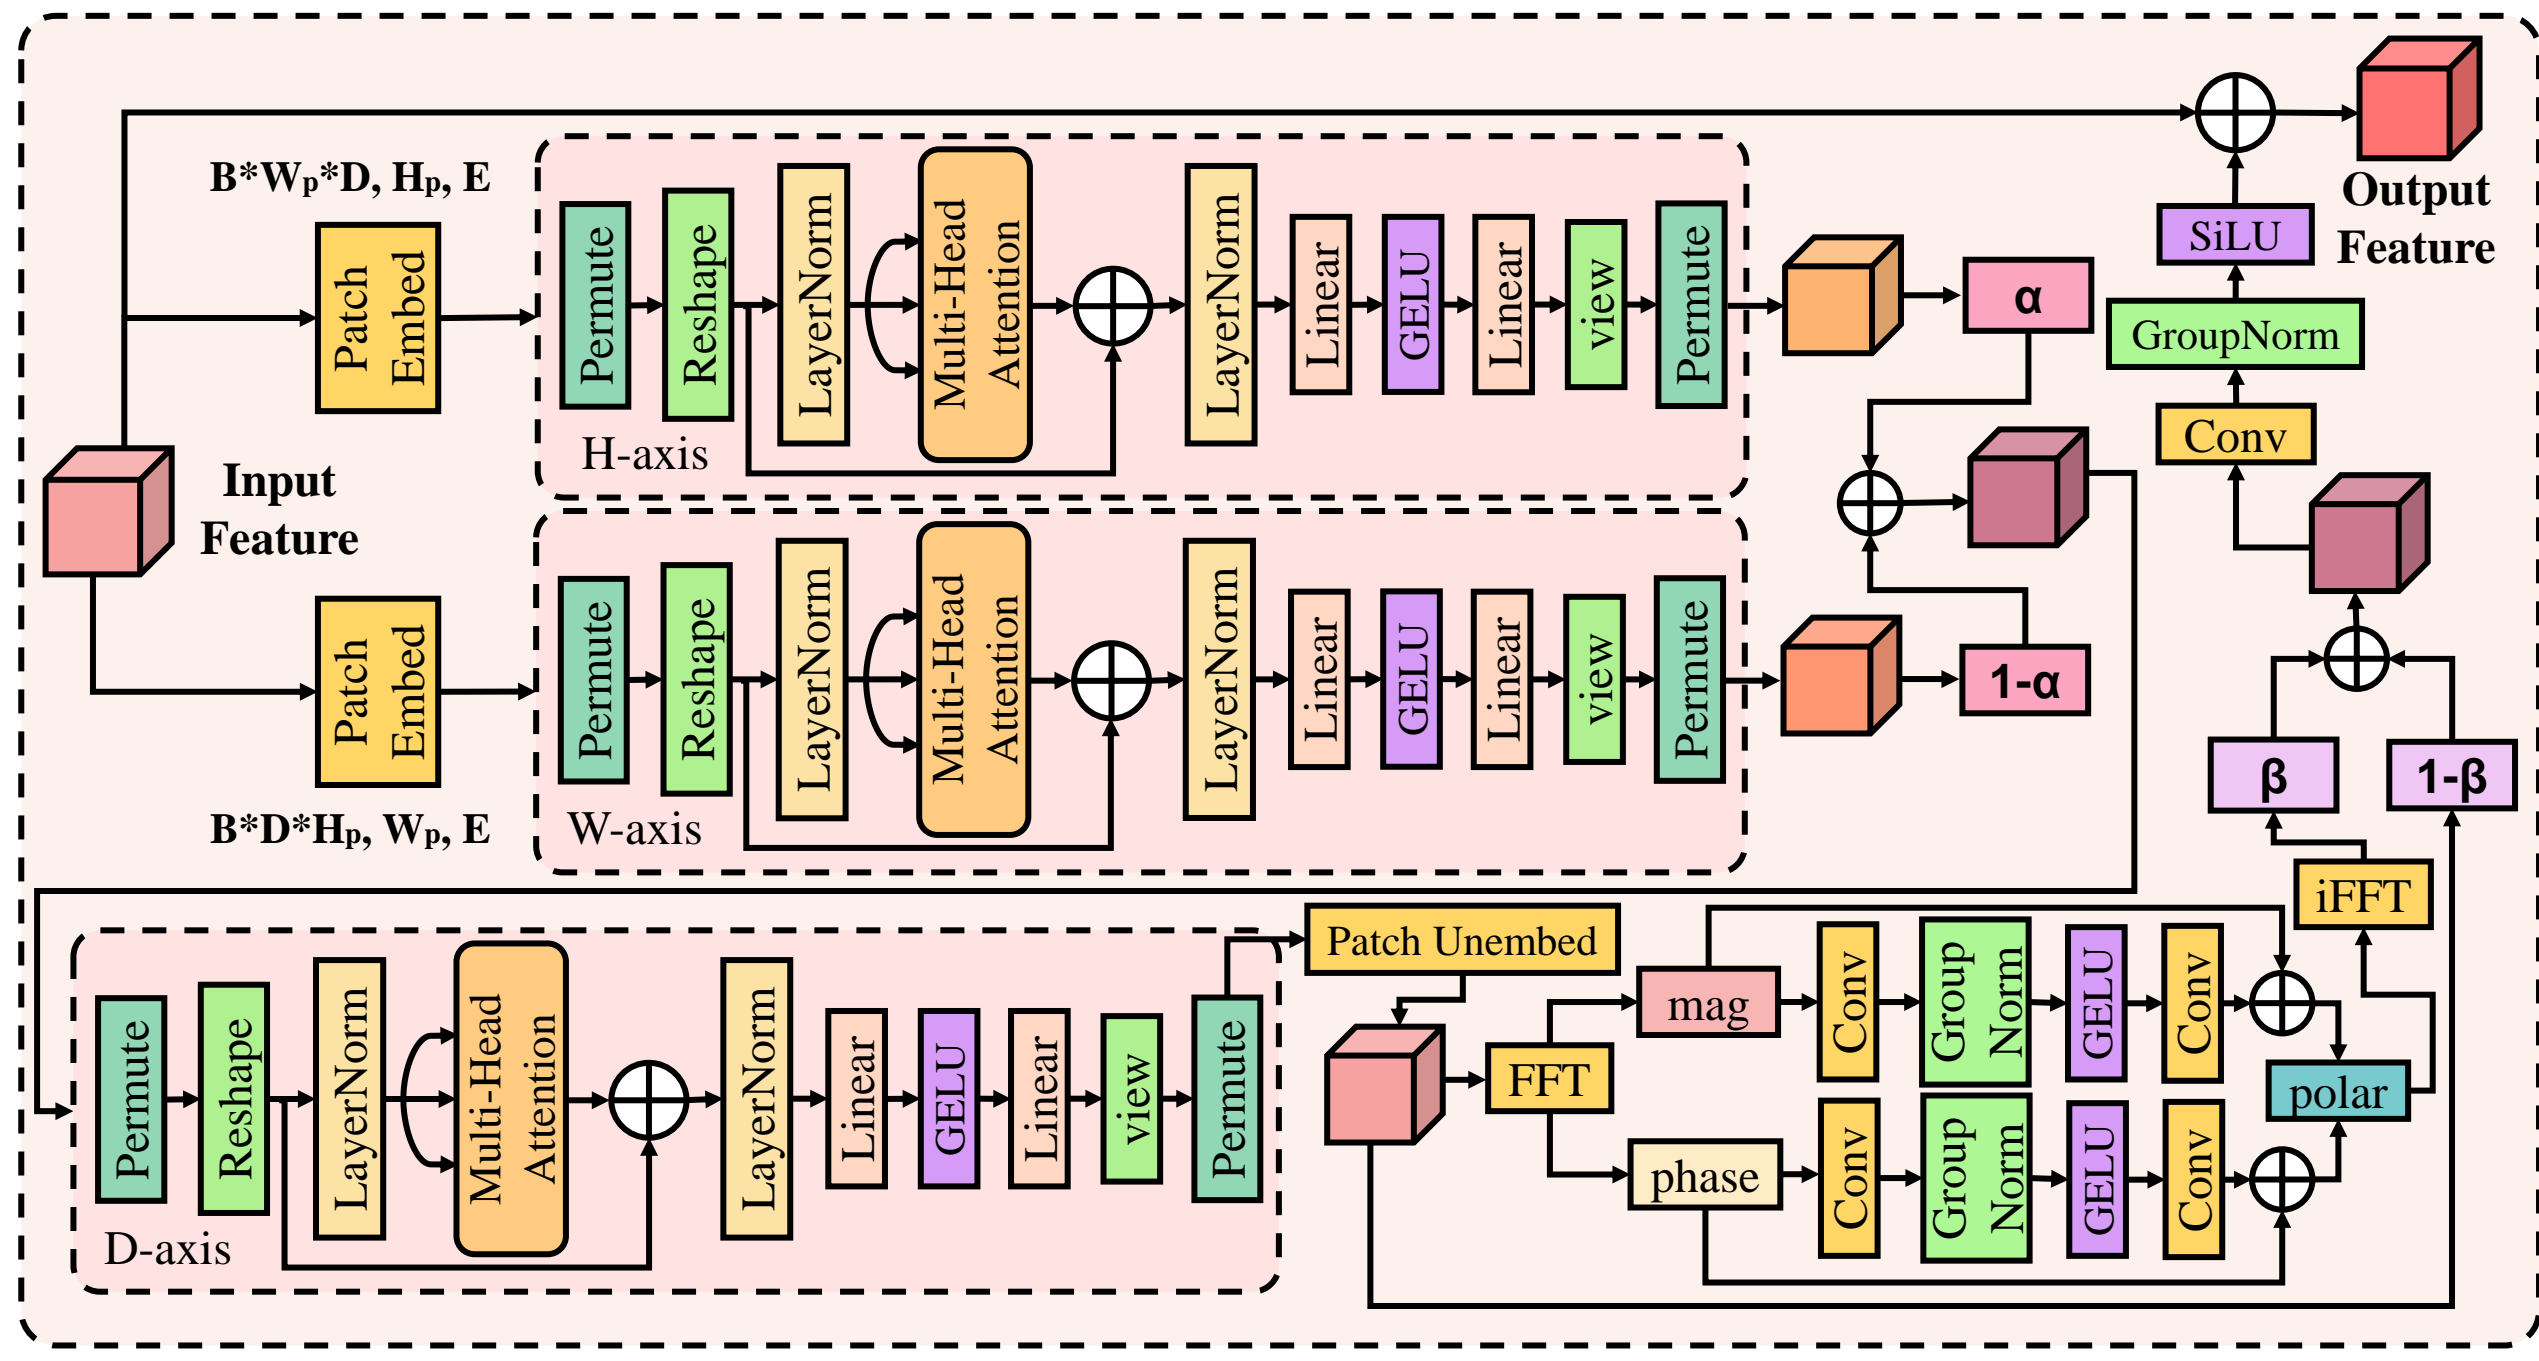 B*Wp*D, Hp, E
Patch
Embed
Permute
Reshape
LayerNorm
Multi-Head
Attention
LayerNorm
Linear
GELU
Linear
view
Permute
H-axis
α
Output
Feature
SiLU
GroupNorm
Conv
Input
Feature
Patch
Embed
B*D*Hp, Wp, E
Permute
Reshape
LayerNorm
Multi-Head
Attention
LayerNorm
Linear
GELU
Linear
view
Permute
W-axis
1-α
β
1-β
iFFT
Permute
Reshape
LayerNorm
Multi-Head
Attention
LayerNorm
Linear
GELU
Linear
view
Permute
D-axis
Patch Unembed
FFT
mag
Conv
Group
Norm
GELU
Conv
polar
phase
Conv
Group
Norm
GELU
Conv